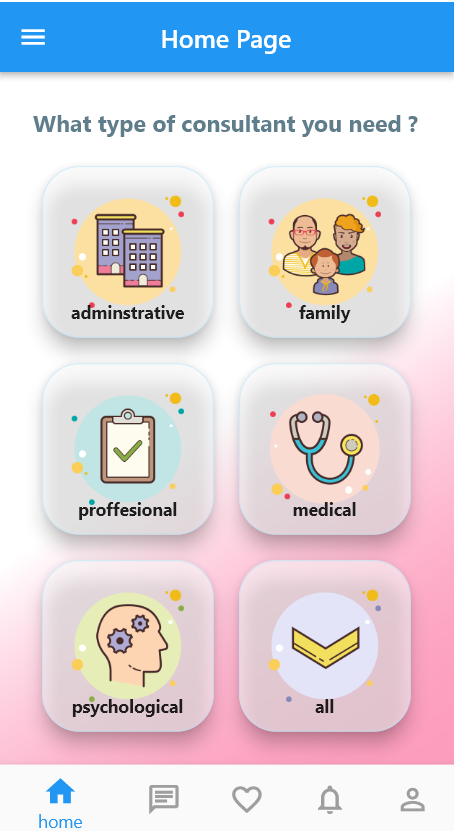 Home Page
What type of consultant you need ?
adminstrative
family
proffesional
medical
psychological
all
home